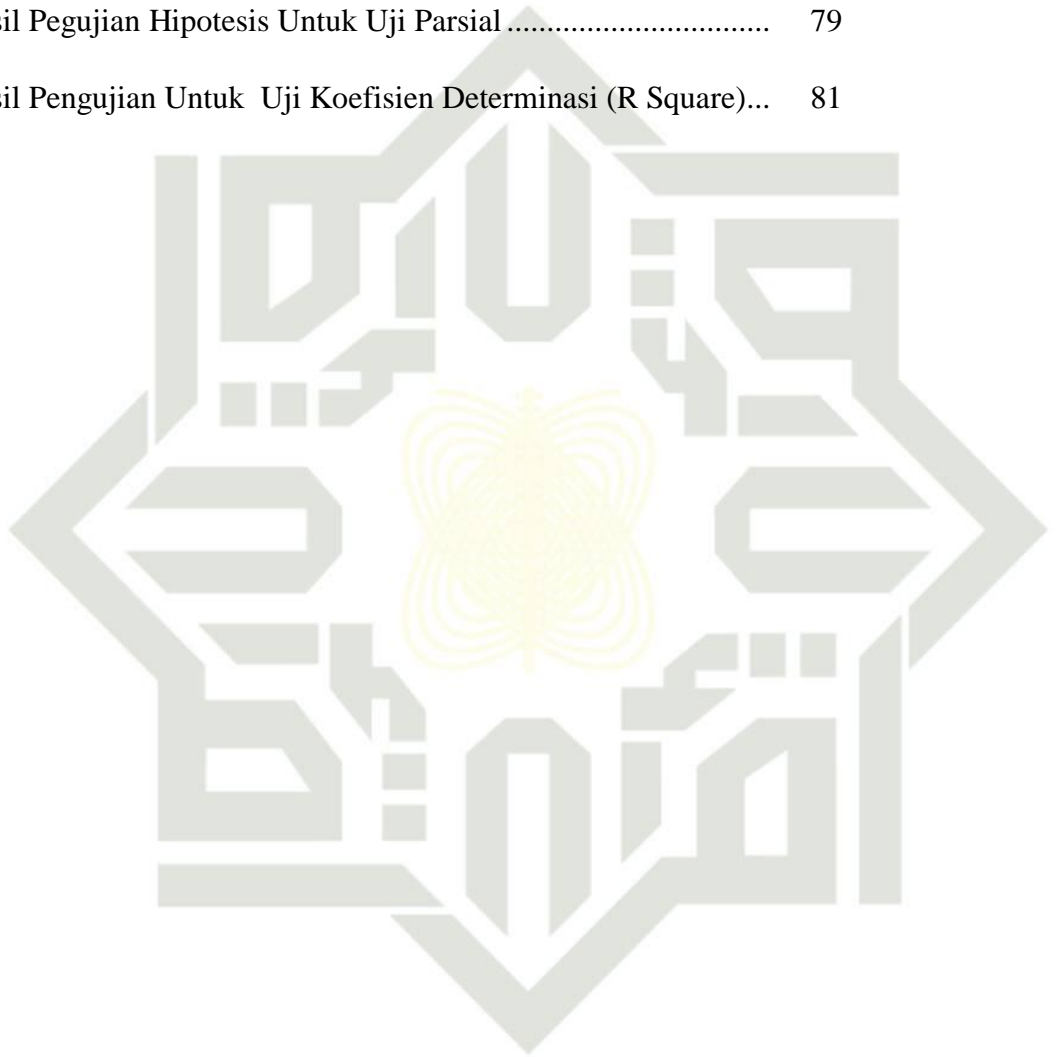 sil Pegujian Hipotesis Untuk Uji Parsial ................................ 79
sil Pengujian Untuk Uji Koefisien Determinasi (R Square)... 81